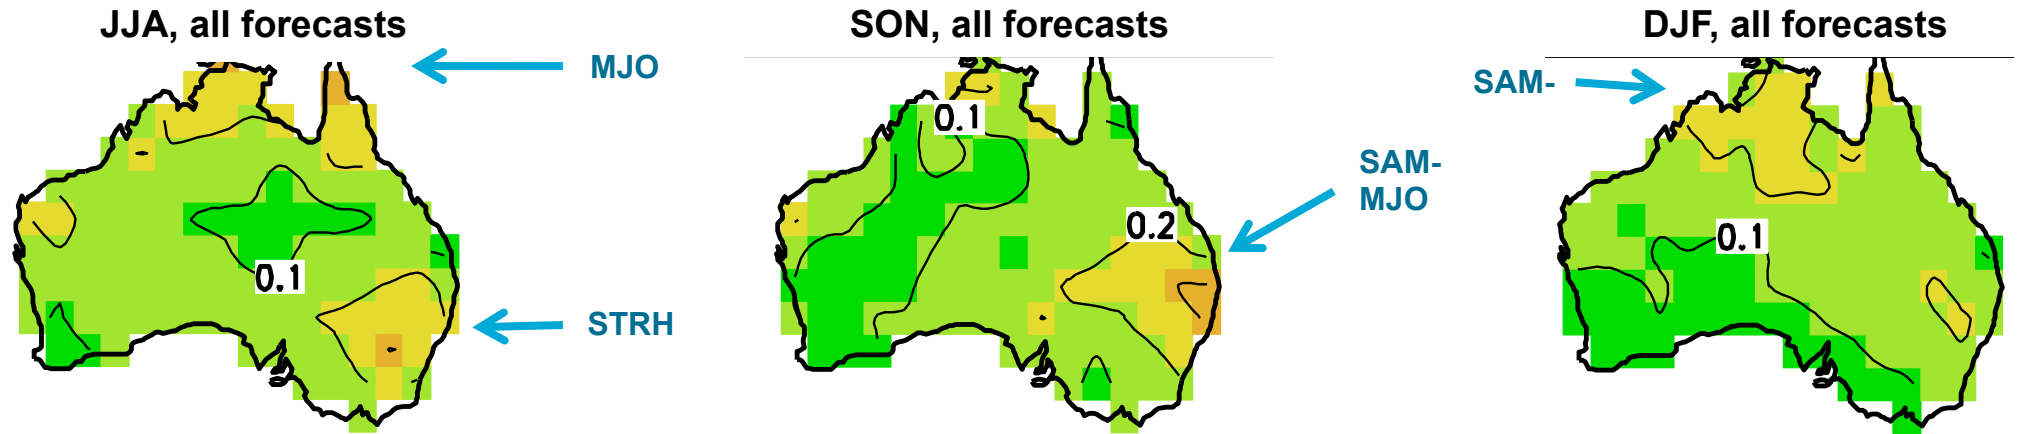 JJA, all forecasts
MJO
0.1
STRH
SON, all forecasts
0.1
0.2
SAM-
MJO
DJF, all forecasts
SAM-
0.1